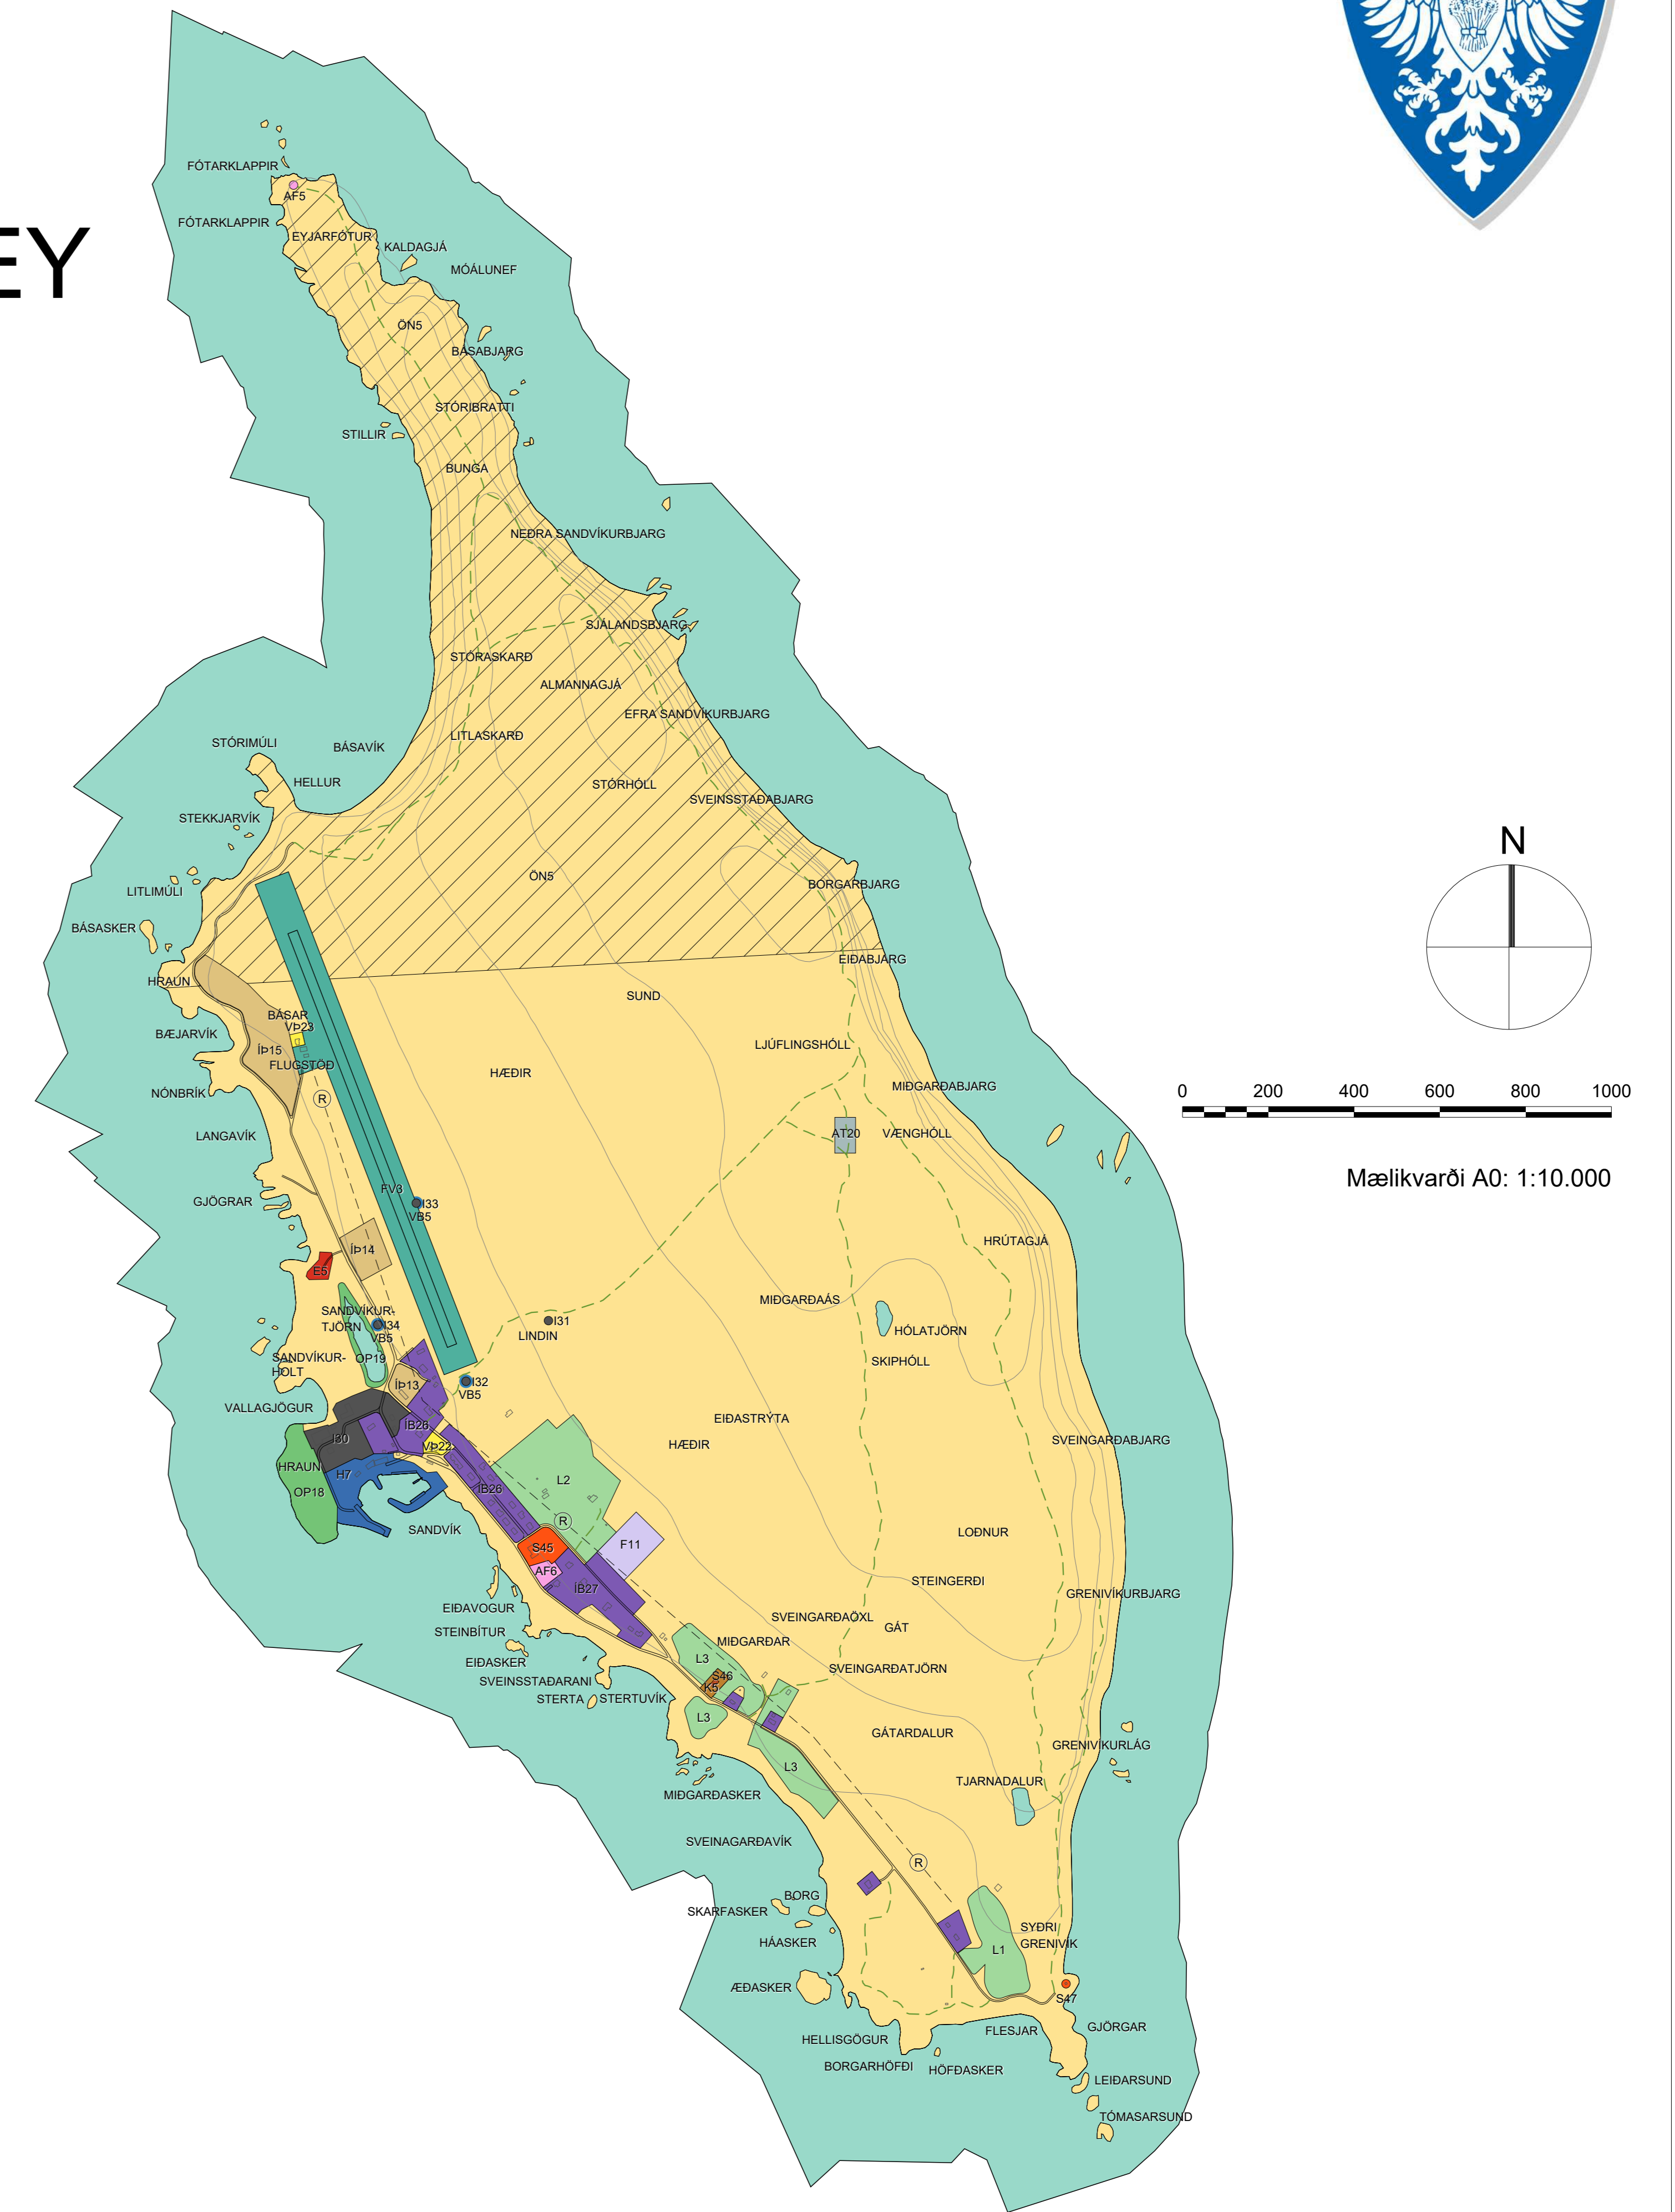 FÓTARKLAPPIR
AF5
FÓTARKLAPPIR
EYJARFÓTUR
KALDAGJÁ
EY
MÓÁLUNEF
ÖN5
BÁSABJARG
STÓRIBRATTI
STILLIR
BUNGA
NEÐRA SANDVÍKURBJARG
SJÁLANDSBJARG
STÓRASKARÐ
ALMANNAGJÁ
EFRA SANDVÍKURBJARG
LITLASKARÐ
STÓRIMÚLI
BÁSAVÍK
HELLUR
STÓRHÓLL
SVEINSSTAÐABJARG
STEKKJARVÍK
N
ÖN5
BORGARBJARG
LITLIMÚLI
BÁSASKER
EIÐABJARG
HRAUN
SUND
BÁSAR
VÞ23
BÆJARVÍK
LJÚFLINGSHÓLL
ÍÞ15
FLUGSTÖÐ
HÆÐIR
MIÐGARÐABJARG
NÓNBRÍK
R
0 200 400 600 800 1000
LANGAVÍK
AT20
VÆNGHÓLL
Mælikvarði A0: 1:10.000
FV3
GJÖGRAR
I33
VB5
HRÚTAGJÁ
ÍÞ14
E5
MIÐGARÐAÁS
SANDVÍKUR-
TJÖRN
I34
VB5
I31
LINDIN
HÓLATJÖRN
SANDVÍKUR-
HOLT
OP19
SKIPHÓLL
ÍÞ13
I32
VB5
VALLAGJÖGUR
EIÐASTRÝTA
ÍB26
I30
VÞ22
HÆÐIR
SVEINGARÐABJARG
HRAUN
H7
L2
OP18
ÍB26
R
SANDVÍK
LOÐNUR
S45
F11
AF6
ÍB27
STEINGERÐI
GRENIVÍKURBJARG
EIÐAVOGUR
SVEINGARÐAÖXL
GÁT
STEINBÍTUR
MIÐGARÐAR
EIÐASKER
L3
SVEINGARÐATJÖRN
SVEINSSTAÐARANI
S46
K5
STERTA
STERTUVÍK
L3
GÁTARDALUR
GRENIVÍKURLÁG
L3
TJARNADALUR
MIÐGARÐASKER
SVEINAGARÐAVÍK
R
BORG
SKARFASKER
SYÐRI
GRENIVIK
HÁASKER
L1
ÆÐASKER
S47
GJÖRGAR
FLESJAR
HELLISGÖGUR
BORGARHÖFÐI
HÖFÐASKER
LEIÐARSUND
TÓMASARSUND